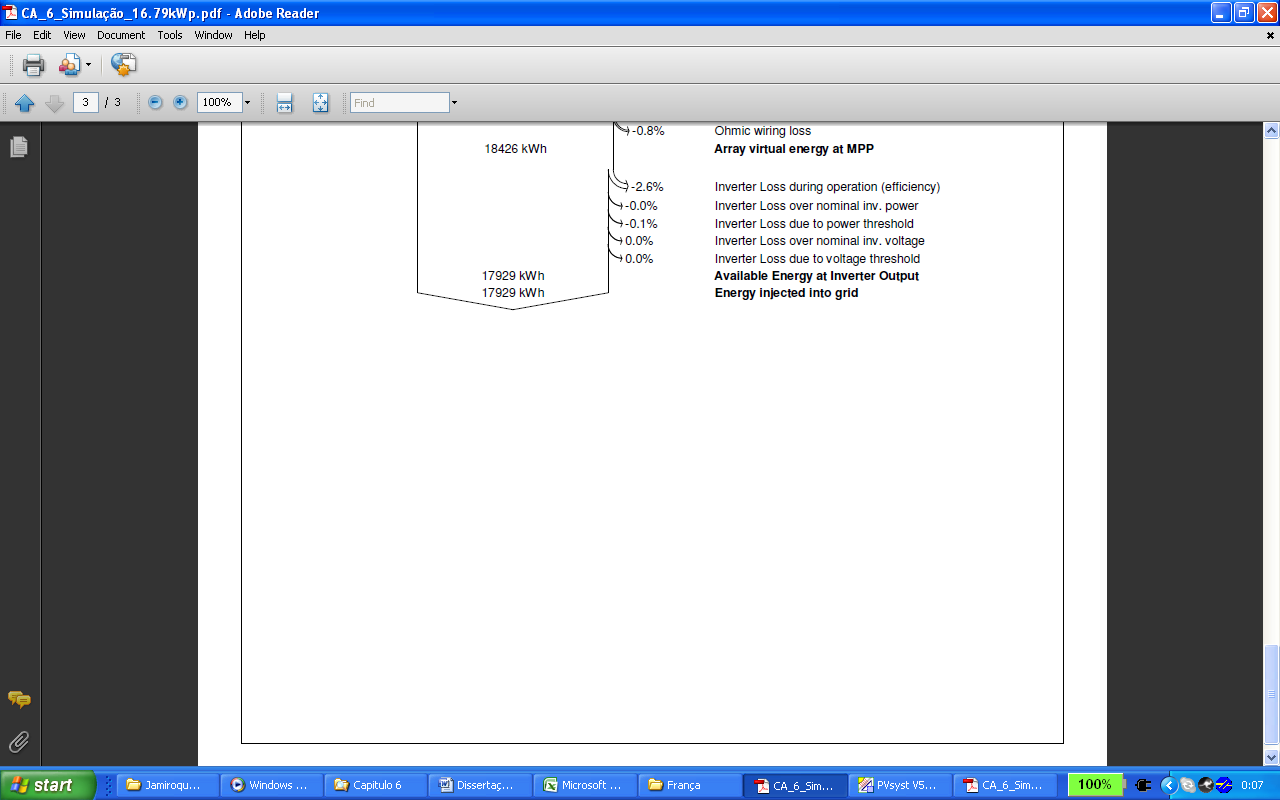 CA_6_Simulação_16.79kWp.pdf - Adobe Reader
File Edit View Document Tools Window Help
3 / 3 100% Find
-0.8% Ohmic wiring loss
18426 kWh Array virtual energy at MPP
-2.6% Inverter Loss during operation (efficiency)
-0.0% Inverter Loss over nominal inv. power
-0.1% Inverter Loss due to power threshold
0.0% Inverter Loss over nominal inv. voltage
0.0% Inverter Loss due to voltage threshold
17929 kWh Available Energy at Inverter Output
17929 kWh Energy injected into grid
start Jamiroqu... Windows ... Capitulo 6 Dissertaç... Microsoft ... França CA_6_Sim... PVsyst V5... CA_6_Sim... 100% 0:07